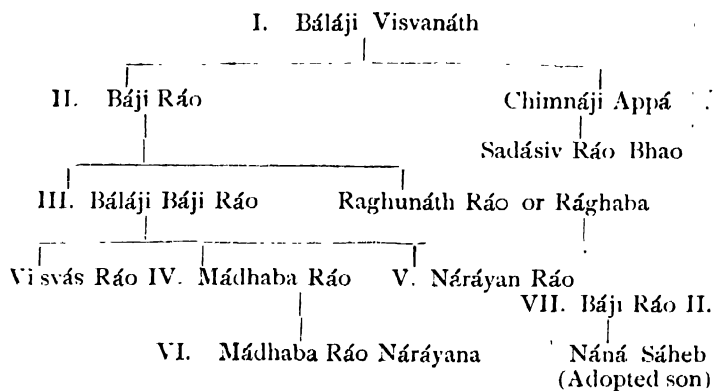 I. Báláji Visvanáth
II. Báji Ráo Chimnáji Appá
Sadásiv Ráo Bhao
III. Báláji Báji Ráo Raghunáth Ráo or Rághaba
Visvás Ráo IV. Mádhaba Ráo V. Náráyan Ráo
VII. Báji Ráo II.
VI. Mádhaba Ráo Náráyana Náná Sáheb
(Adopted son)